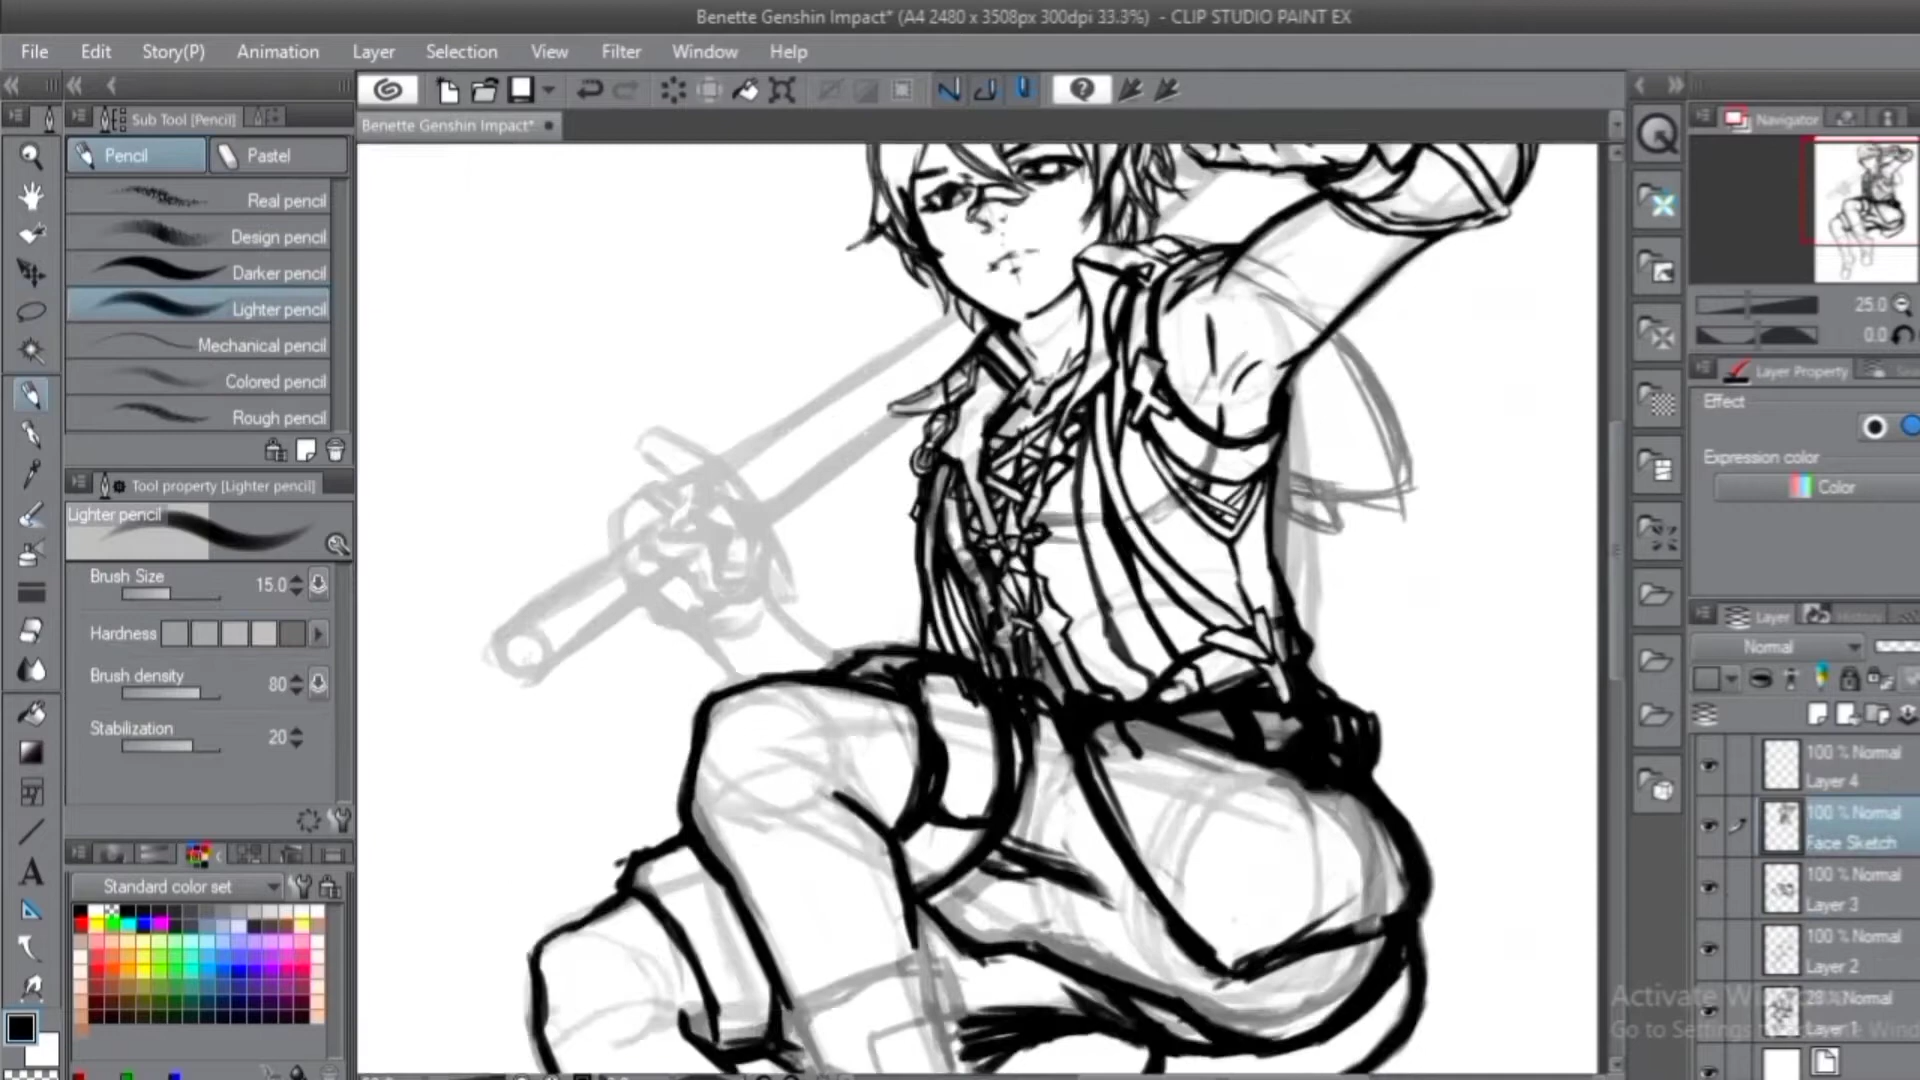 Benette Genshin Impact* (A4 2480 x 3508px 300dpi 33.3%) - CLIP STUDIO PAINT EX
File Edit Story(P) Animation Layer Selection View Filter Window Help
Sub Tool [Pencil]
Benette Genshin Impact*
Navigator
Pencil Pastel
Real pencil
Design pencil
Darker pencil
Lighter pencil
Mechanical pencil
Colored pencil
Rough pencil
25.0
0.0
Layer Property
Effect
Expression color
Color
Tool property [Lighter pencil]
Lighter pencil
Brush Size 15.0
Hardness
Brush density 80
Stabilization 20
Layer History
Normal
Standard color set
100 % Normal
Layer 4
100 % Normal
Face Sketch
100 % Normal
Layer 3
100 % Normal
Layer 2
Normal
Layer 1
Activate
Go to Settings